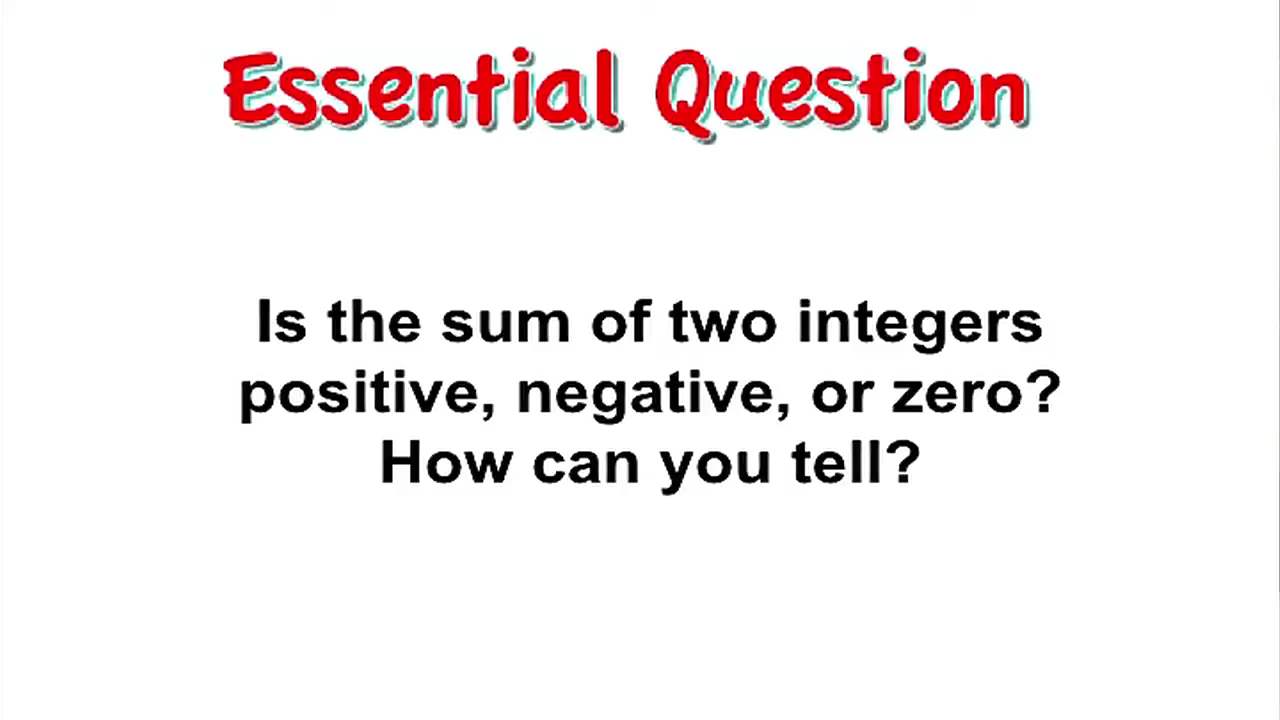 Essential Question
Is the sum of two integers
positive, negative, or zero?
How can you tell?